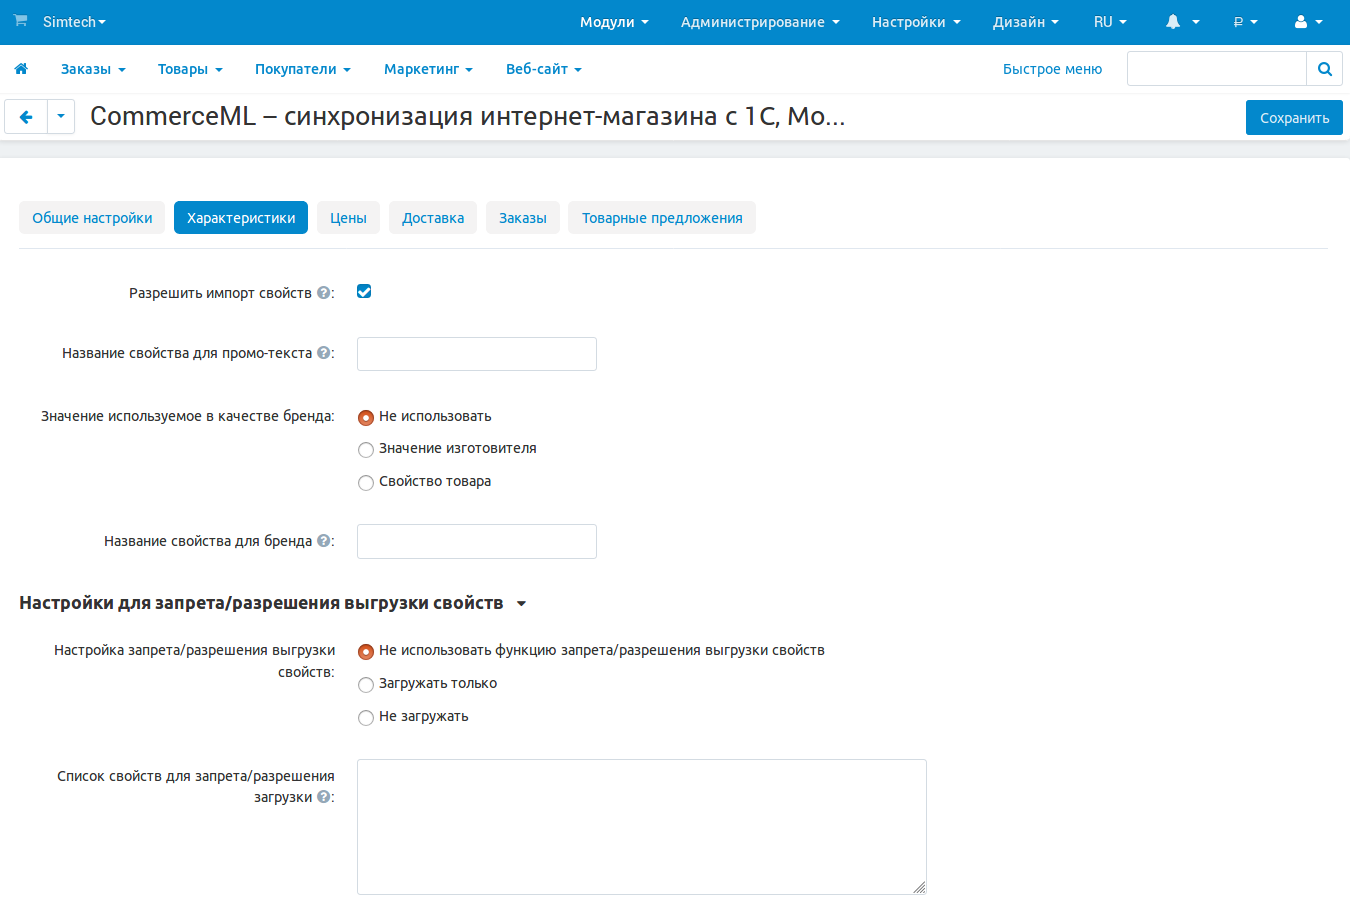 Simtech Модули Администрирование Настройки Дизайн RU ₽
Заказы Товары Покупатели Маркетинг Веб-сайт Быстрое меню
CommerceML – синхронизация интернет-магазина с 1С, Мо... Сохранить
Общие настройки Характеристики Цены Доставка Заказы Товарные предложения
Разрешить импорт свойств ?:
Название свойства для промо-текста ?:
Значение используемое в качестве бренда: Не использовать
Значение изготовителя
Свойство товара
Название свойства для бренда ?:
Настройки для запрета/разрешения выгрузки свойств
Настройка запрета/разрешения выгрузки Не использовать функцию запрета/разрешения выгрузки свойств
свойств:
Загружать только
Не загружать
Список свойств для запрета/разрешения
загрузки ?: